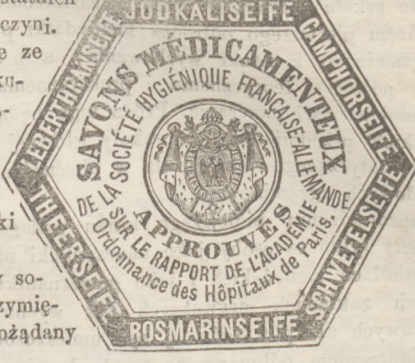 czyni.
e ze
ki
y so-
zymię-
ożądany
JODKALISEIFE
CAMPHORSEIFE
SCHWEFELSEIFE
ROSMARINSEIFE
THEERSEIFE
LEBERTHRANSEIFE
SAVONS MÉDICAMENTEUX
DE LA SOCIÉTÉ HYGIÉNIQUE FRANÇAISE-ALLEMANDE
APPROUVÉS
SUR LE RAPPORT DE L'ACADÉMIE
Ordonnance des Hôpitaux de Paris.